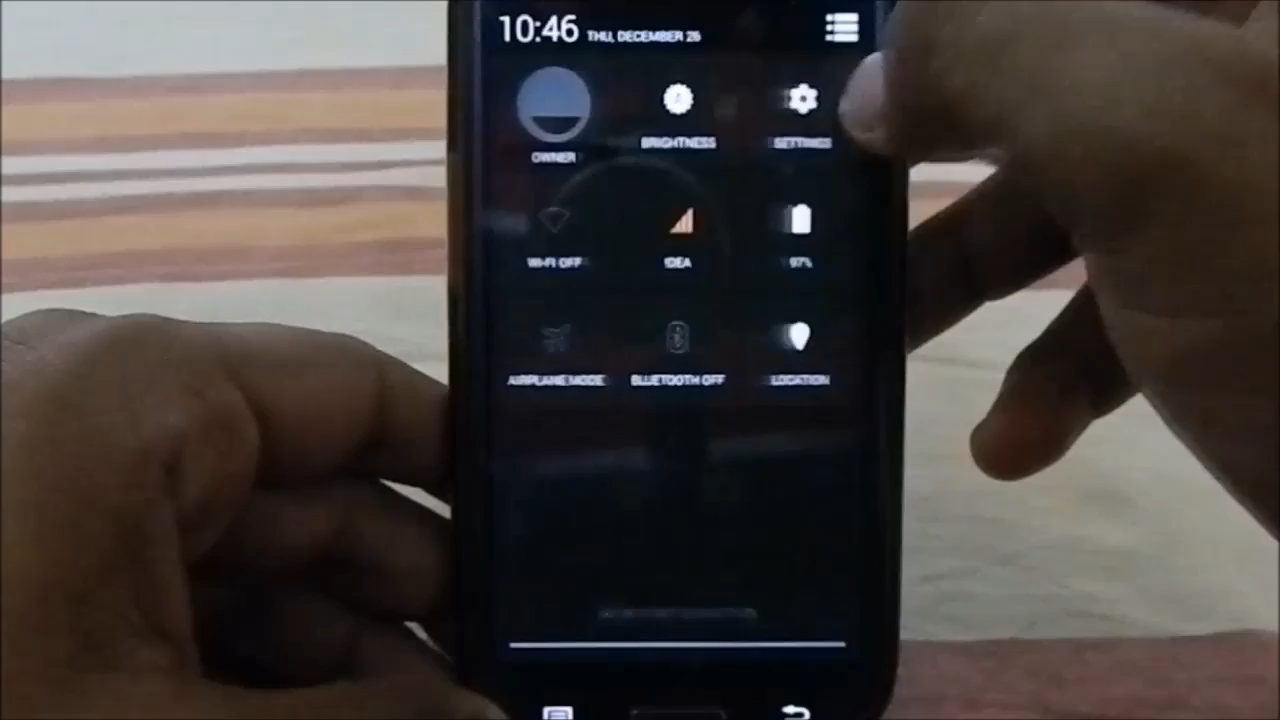 10:46 THU, DECEMBER 26
OWNER BRIGHTNESS SETTINGS
WI-FI OFF IDEA 97%
AIRPLANE MODE BLUETOOTH OFF LOCATION